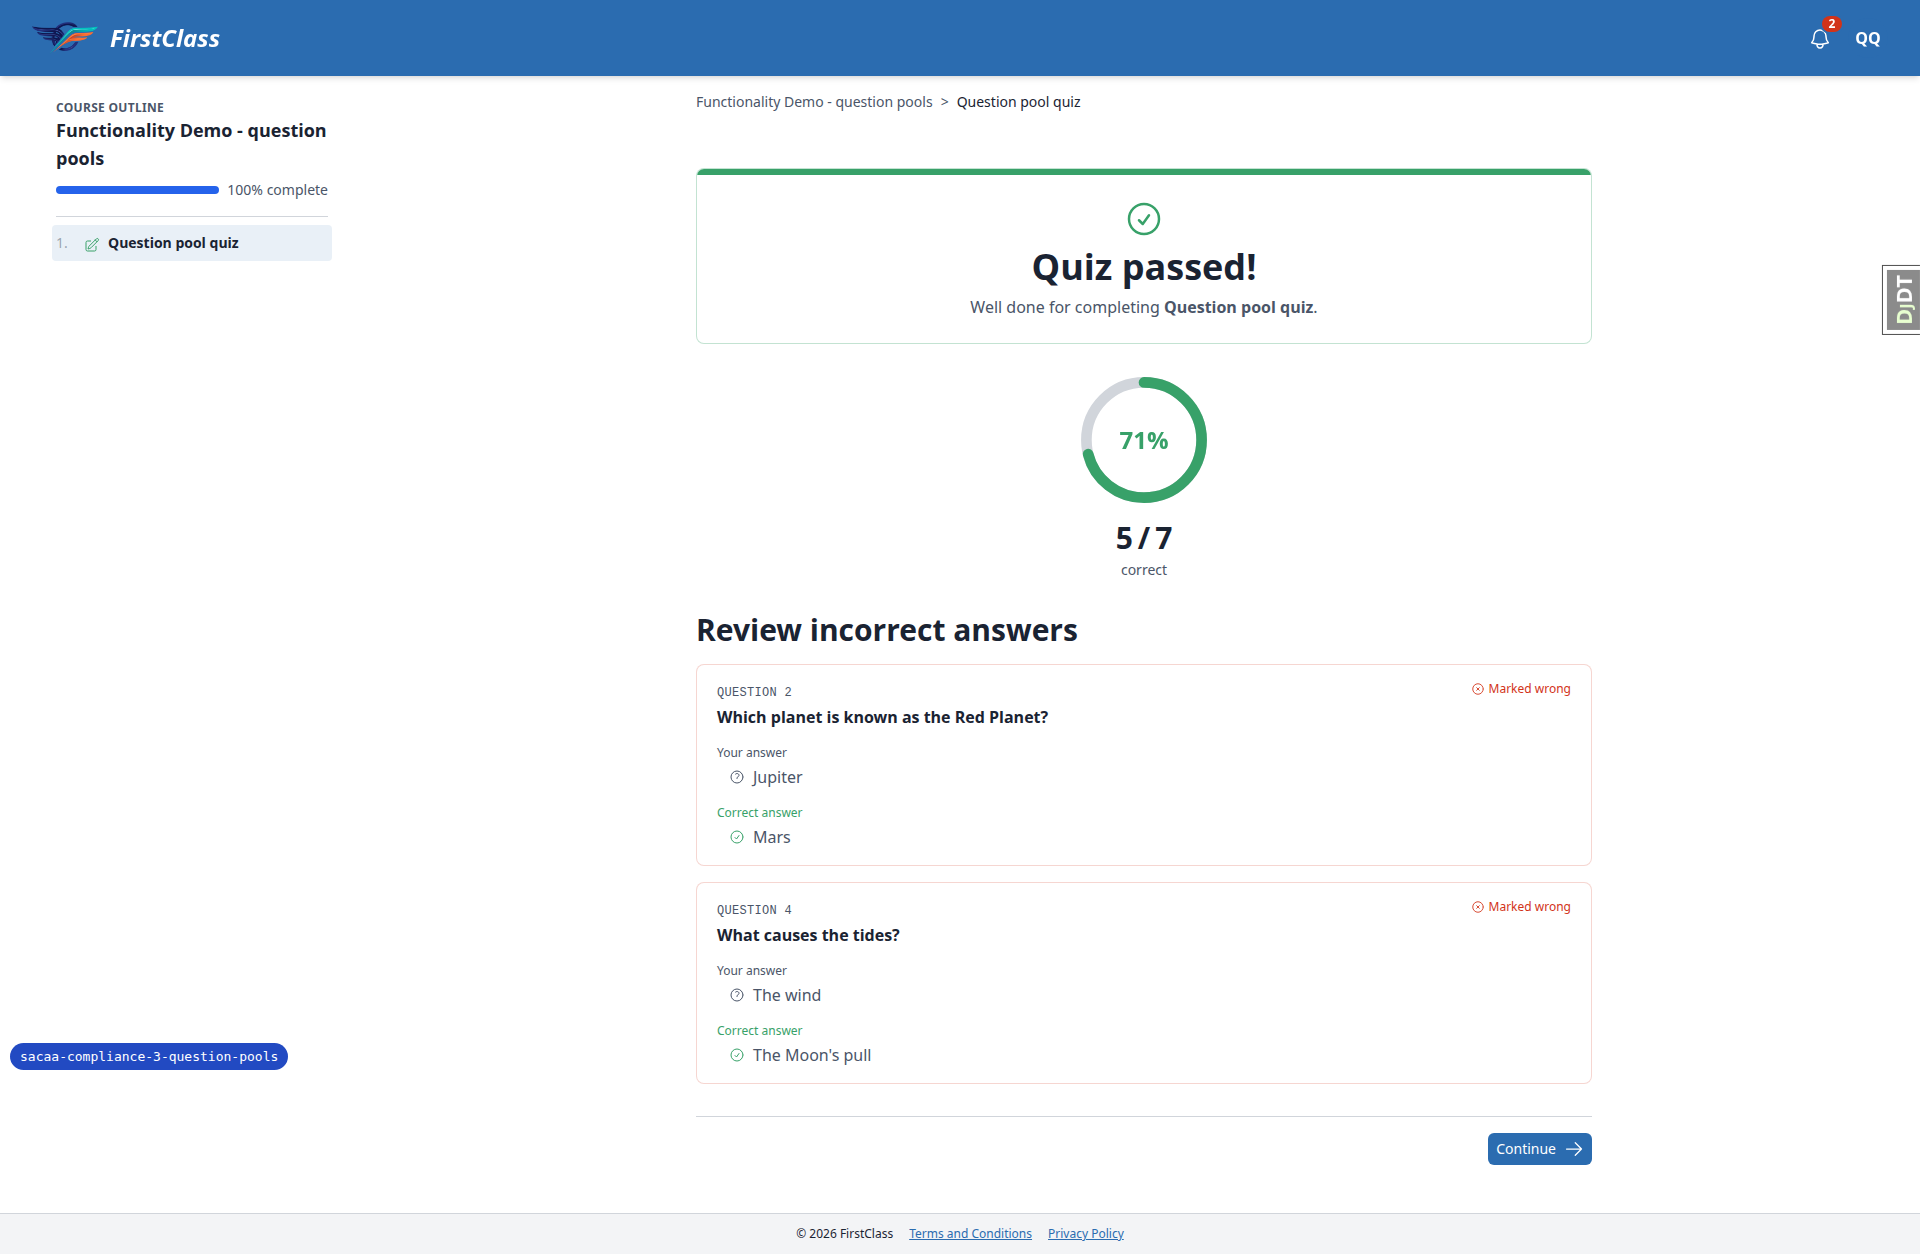 FirstClass
2
QQ
COURSE OUTLINE
Functionality Demo - question
pools
100% complete
1. Question pool quiz
Functionality Demo - question pools > Question pool quiz
Quiz passed!
Well done for completing Question pool quiz.
71%
5 / 7
correct
Review incorrect answers
QUESTION 2
Marked wrong
Which planet is known as the Red Planet?
Your answer
Jupiter
Correct answer
Mars
QUESTION 4
Marked wrong
What causes the tides?
Your answer
The wind
Correct answer
The Moon's pull
Continue
DJDT
sacaa-compliance-3-question-pools
© 2026 FirstClass Terms and Conditions Privacy Policy